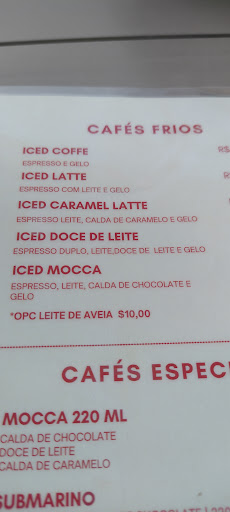 CAFÉS FRIOS
ICED COFFE R$
ESPRESSO E GELO
ICED LATTE
ESPRESSO COM LEITE E GELO
ICED CARAMEL LATTE
ESPRESSO LEITE, CALDA DE CARAMELO E GELO
ICED DOCE DE LEITE
ESPRESSO DUPLO, LEITE,DOCE DE LEITE E GELO
ICED MOCCA
ESPRESSO, LEITE, CALDA DE CHOCOLATE E
GELO
*OPC LEITE DE AVEIA $10,00
CAFÉS ESPECI
MOCCA 220 ML
CALDA DE CHOCOLATE
DOCE DE LEITE
CALDA DE CARAMELO
SUBMARINO